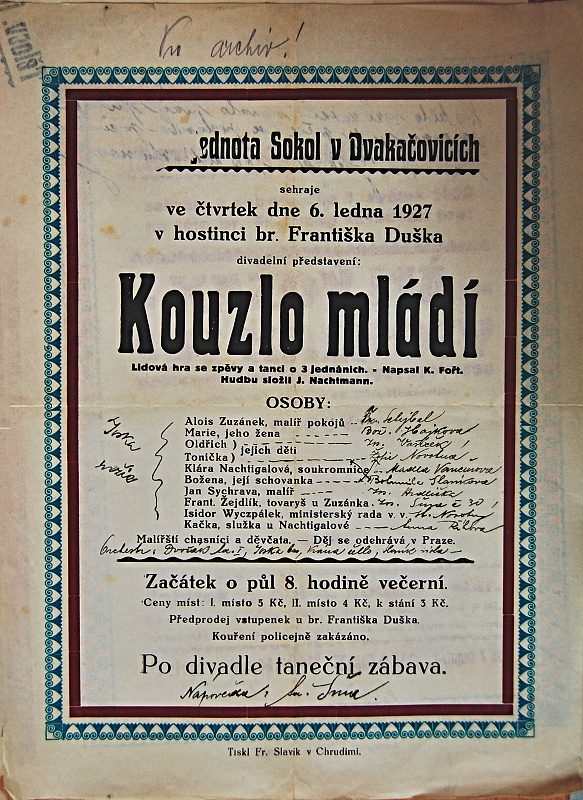 archiv!
Jednota Sokol v Dvakačovicích
sehraje
ve čtvrtek dne 6. ledna 1927
v hostinci br. Františka Duška
divadelní představení:
Kouzlo mládí
Lidová hra se zpěvy a tanci o 3 jednáních. - Napsal K. Fořt.
Hudbu složil J. Nachtmann.
OSOBY:
Alois Zuzánek, malíř pokojů
Marie, jeho žena Hajkova
Oldřich) jejich děti
Tonička)
Klára Nachtigalová, soukromnice
Božena, její schovanka Bohumila
Jan Sychrava, malíř
Frant. Žejdlík, tovaryš u Zuzánka
Isidor Wyczpálek, ministerský rada v v.
Kačka, služka u Nachtigalové Anna
Malířští chasníci a děvčata. — Děj se odehrává v Praze.
Začátek o půl 8. hodině večerní.
Ceny míst: I. místo 5 Kč, II. místo 4 Kč, k stání 3 Kč.
Předprodej vstupenek u br. Františka Duška.
Kouření policejně zakázáno.
Po divadle taneční zábava.
Napověda:
Tiskl Fr. Slavík v Chrudimi.